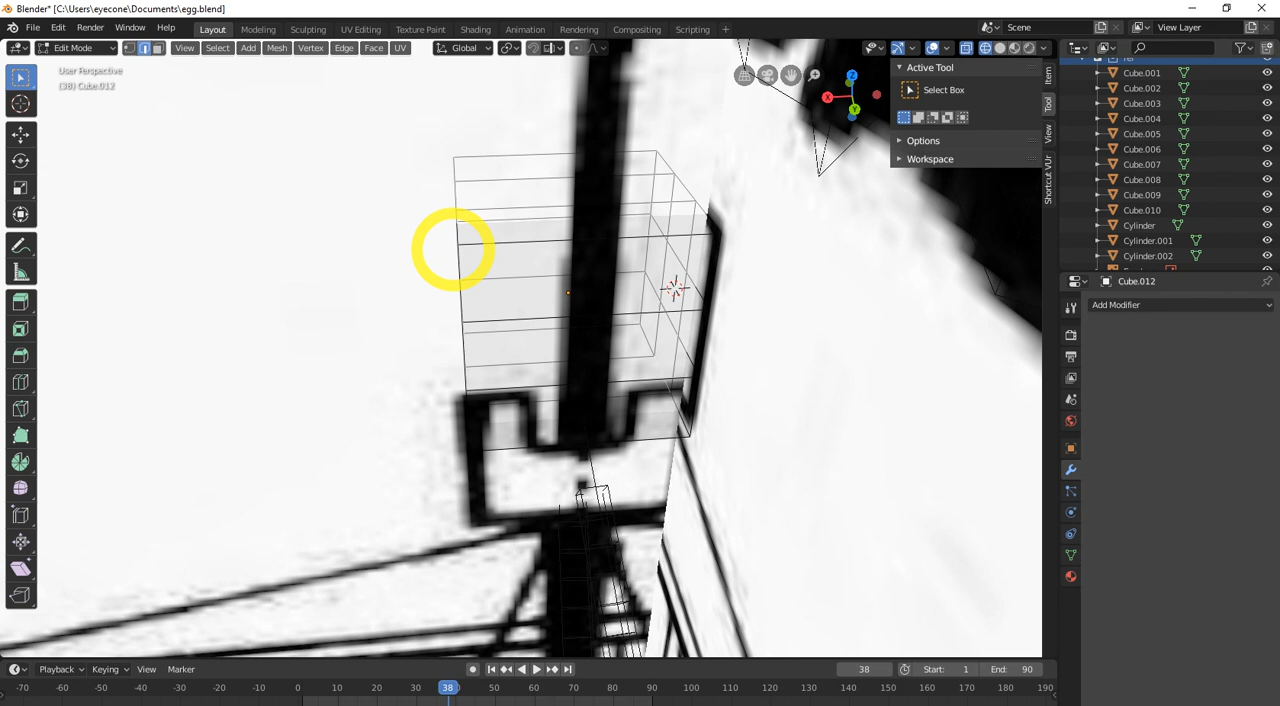 Blender* [C:\Users\eyecone\Documents\egg.blend]
File Edit Render Window Help Layout Modeling Sculpting UV Editing Texture Paint Shading Animation Rendering Compositing Scripting + Scene View Layer
Edit Mode View Select Add Mesh Vertex Edge Face UV Global
User Perspective
(38) Cube.012
Z
X
Y
Active Tool
Select Box
Options
Workspace
Item
Tool
View
Shortcut VUr
Cube.001
Cube.002
Cube.003
Cube.004
Cube.005
Cube.006
Cube.007
Cube.008
Cube.009
Cube.010
Cylinder
Cylinder.001
Cylinder.002
Cube.012
Add Modifier
Playback Keying View Marker 38 Start: 1 End: 90
-70 -60 -50 -40 -30 -20 -10 0 10 20 30 38 50 60 70 80 90 100 110 120 130 140 150 160 170 180 190